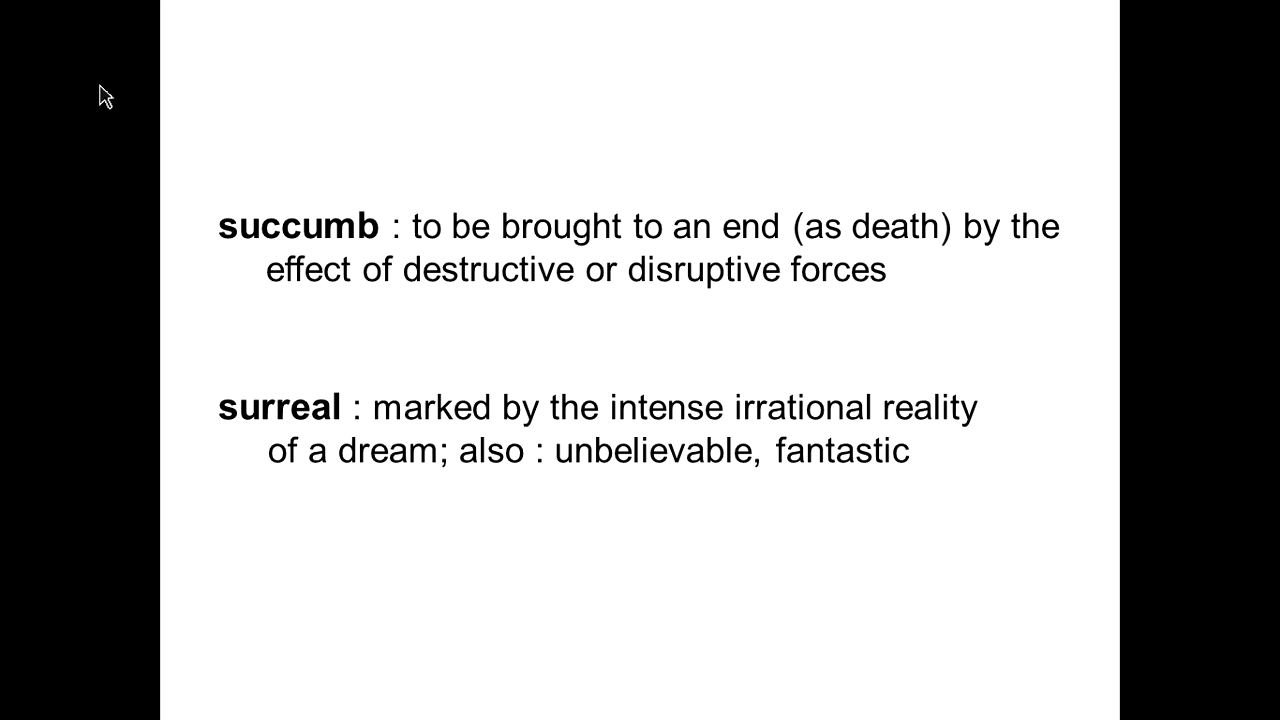 succumb : to be brought to an end (as death) by the
effect of destructive or disruptive forces
surreal : marked by the intense irrational reality
of a dream; also : unbelievable, fantastic